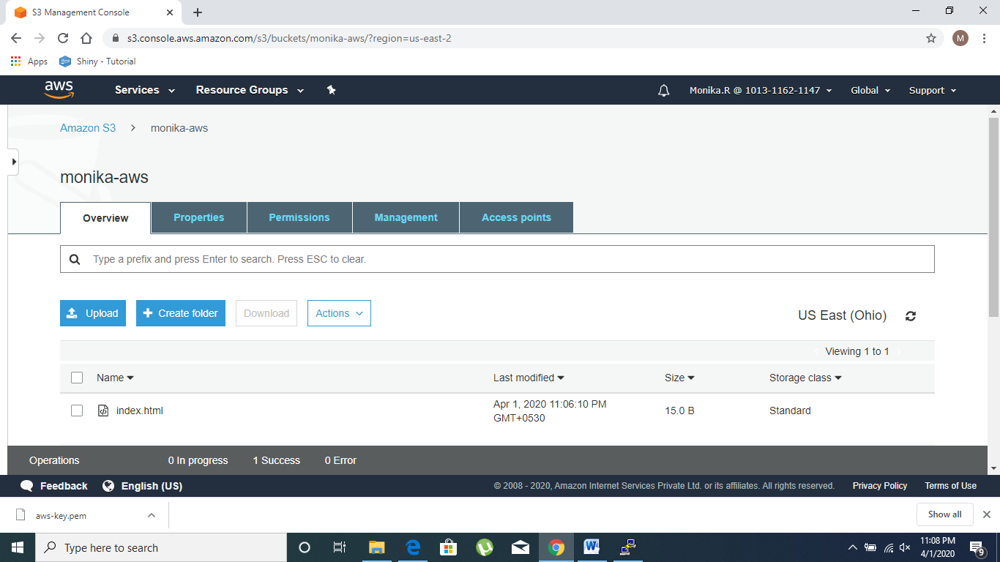 S3 Management Console
s3.console.aws.amazon.com/s3/buckets/monika-aws/?region=us-east-2
M
Apps
Shiny - Tutorial
aws
Services
Resource Groups
Monika.R @ 1013-1162-1147
Global
Support
Amazon S3
monika-aws
monika-aws
Overview
Properties
Permissions
Management
Access points
Type a prefix and press Enter to search. Press ESC to clear.
Upload
Create folder
Download
Actions
US East (Ohio)
Viewing 1 to 1
Name
Last modified
Size
Storage class
index.html
Apr 1, 2020 11:06:10 PM
GMT+0530
15.0 B
Standard
Operations
0 In progress
1 Success
0 Error
Feedback
English (US)
© 2008 - 2020, Amazon Internet Services Private Ltd. or its affiliates. All rights reserved.
Privacy Policy
Terms of Use
aws-key.pem
Show all
Type here to search
11:08 PM
4/1/2020
9